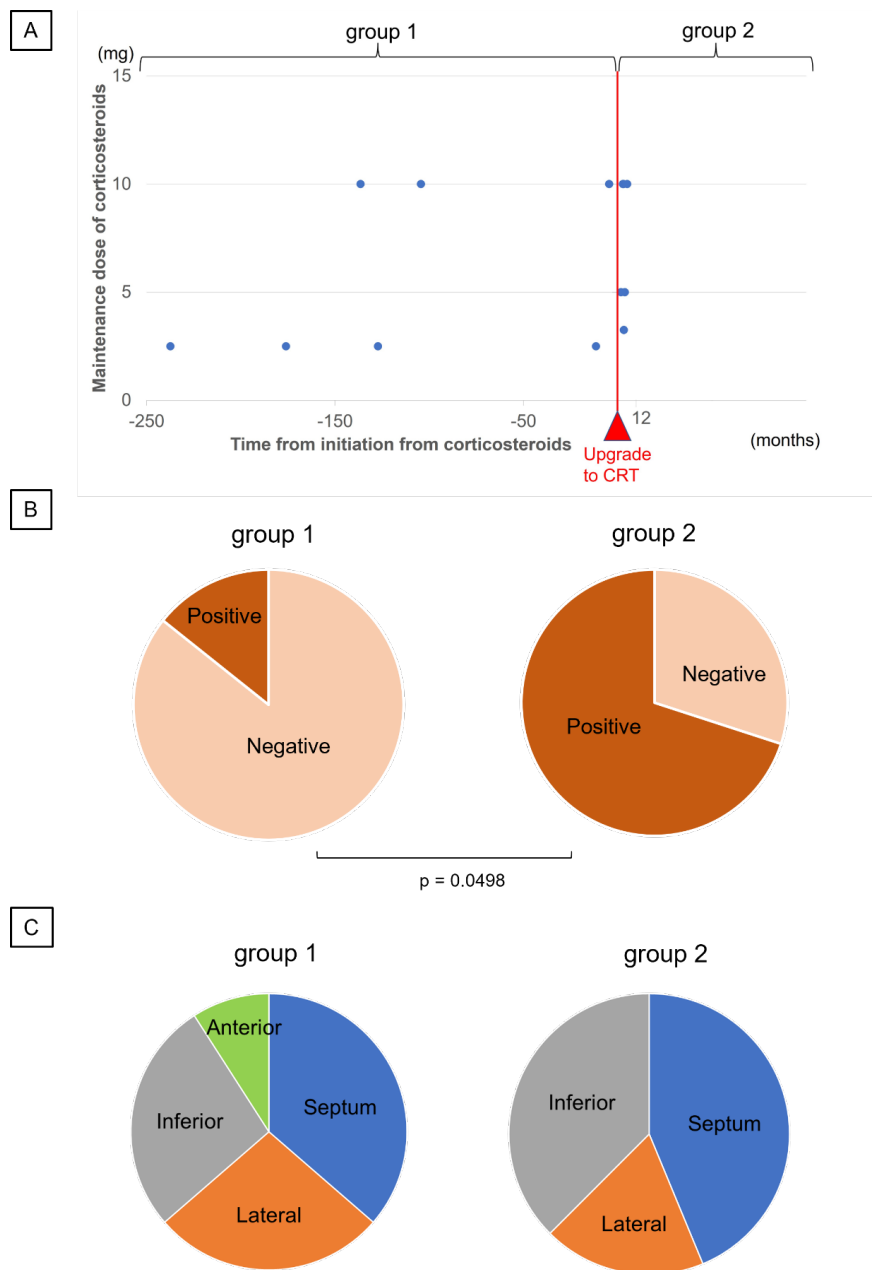 A
group 1
group 2
(mg)
Maintenance dose of corticosteroids
15
10
5
0
-250
-150
-50
12
Time from initiation from corticosteroids
(months)
Upgrade
to CRT
B
group 1
group 2
Positive
Negative
Negative
Positive
p = 0.0498
C
group 1
group 2
Anterior
Septum
Inferior
Lateral
Inferior
Septum
Lateral